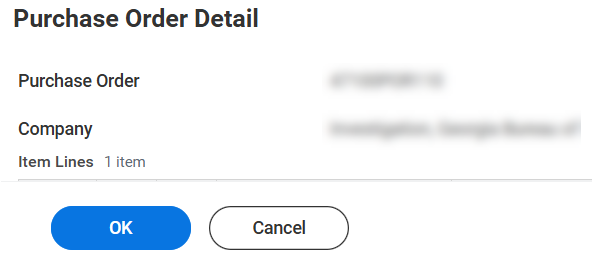 Purchase Order Detail
Purchase Order
Company
Item Lines 1 item
OK
Cancel